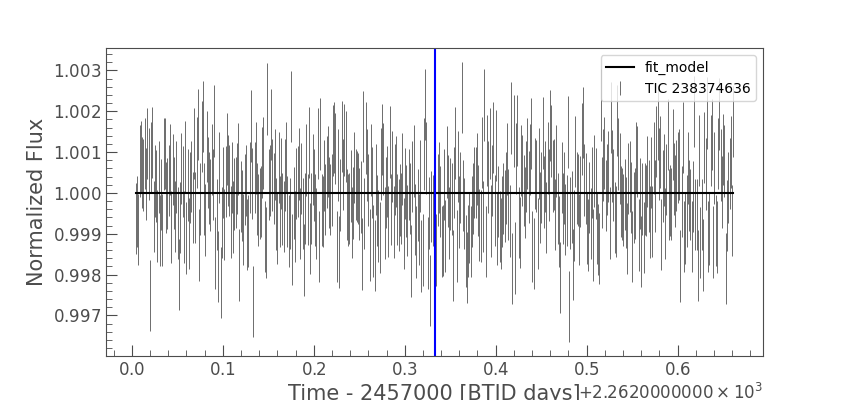 fit_model
TIC 238374636
Normalized Flux
1.003
1.002
1.001
1.000
0.999
0.998
0.997
0.0 0.1 0.2 0.3 0.4 0.5 0.6
Time - 2457000 [BTJD days]
+2.2620000000 × 10³